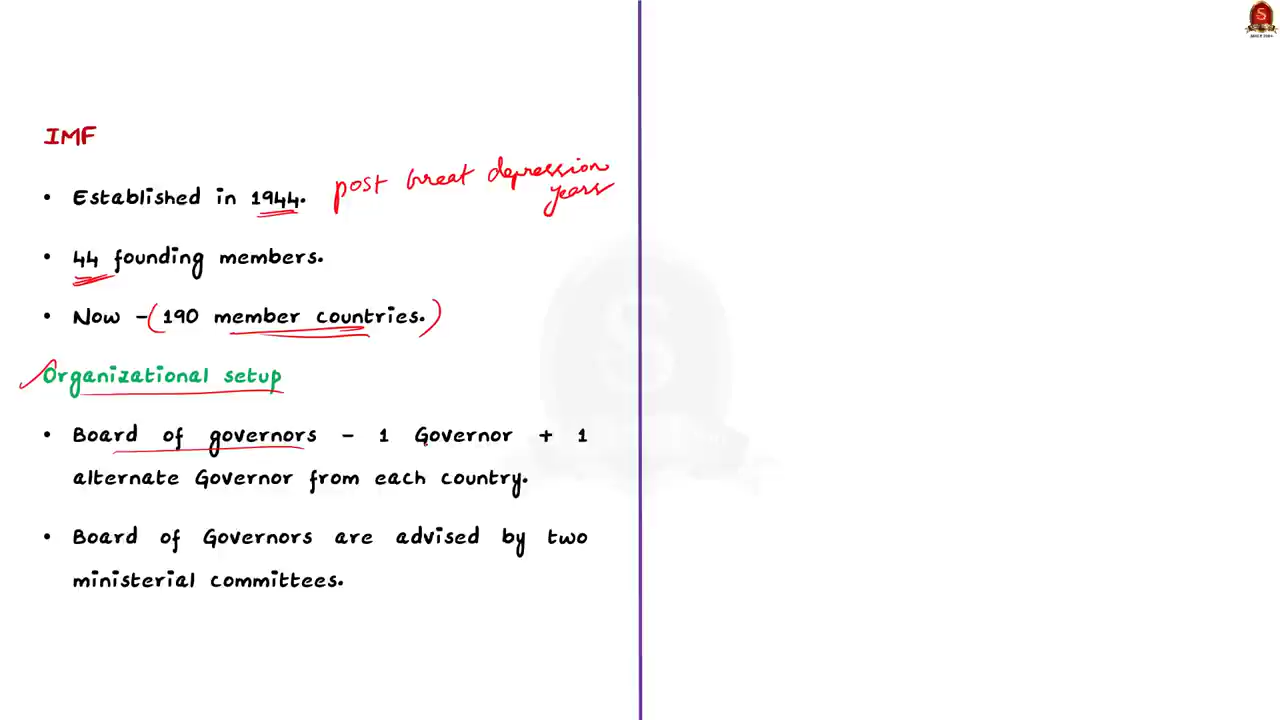 IMF
• Established in 1944. post Great depression
years
• 44 founding members.
• Now - (190 member countries.)
Organizational setup
• Board of governors - 1 Governor + 1
alternate Governor from each country.
• Board of Governors are advised by two
ministerial committees.
S